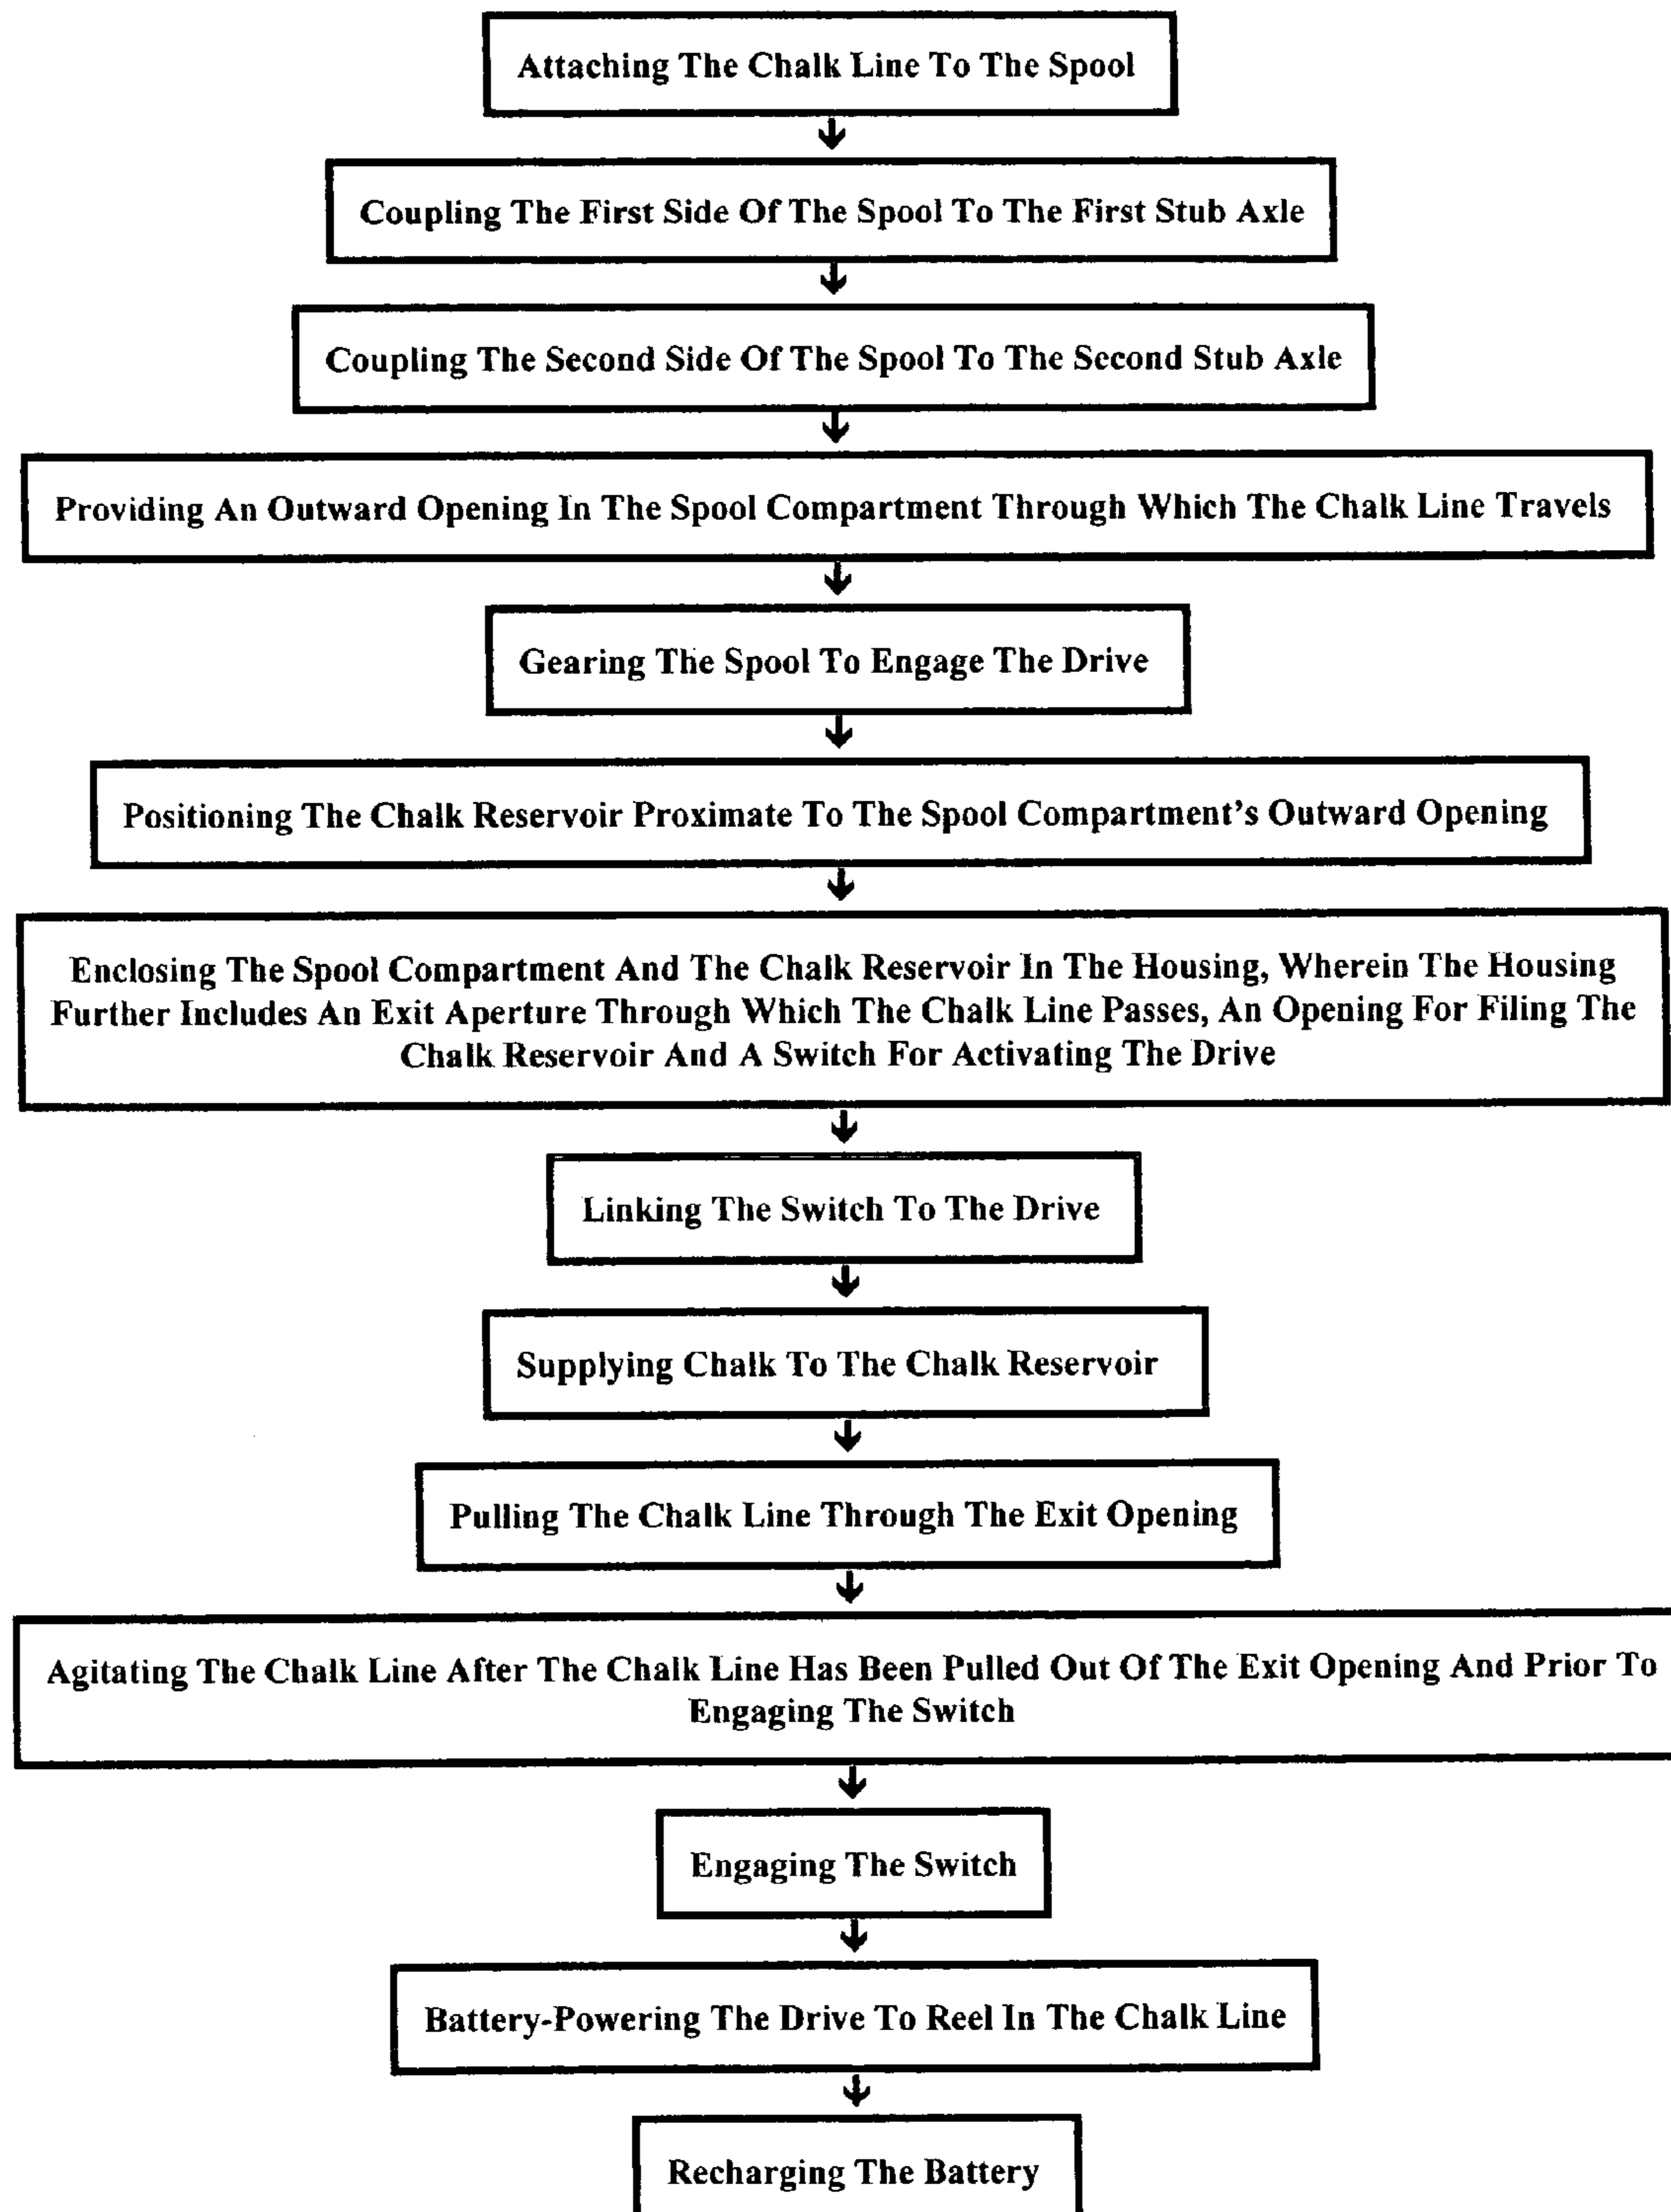 Attaching The Chalk Line To The Spool
Coupling The First Side Of The Spool To The First Stub Axle
Coupling The Second Side Of The Spool To The Second Stub Axle
Providing An Outward Opening In The Spool Compartment Through Which The Chalk Line Travels
Gearing The Spool To Engage The Drive
Positioning The Chalk Reservoir Proximate To The Spool Compartment's Outward Opening
Enclosing The Spool Compartment And The Chalk Reservoir In The Housing, Wherein The Housing
Further Includes An Exit Aperture Through Which The Chalk Line Passes, An Opening For Filing The
Chalk Reservoir And A Switch For Activating The Drive
Linking The Switch To The Drive
Supplying Chalk To The Chalk Reservoir
Pulling The Chalk Line Through The Exit Opening
Agitating The Chalk Line After The Chalk Line Has Been Pulled Out Of The Exit Opening And Prior To
Engaging The Switch
Engaging The Switch
Battery-Powering The Drive To Reel In The Chalk Line
Recharging The Battery